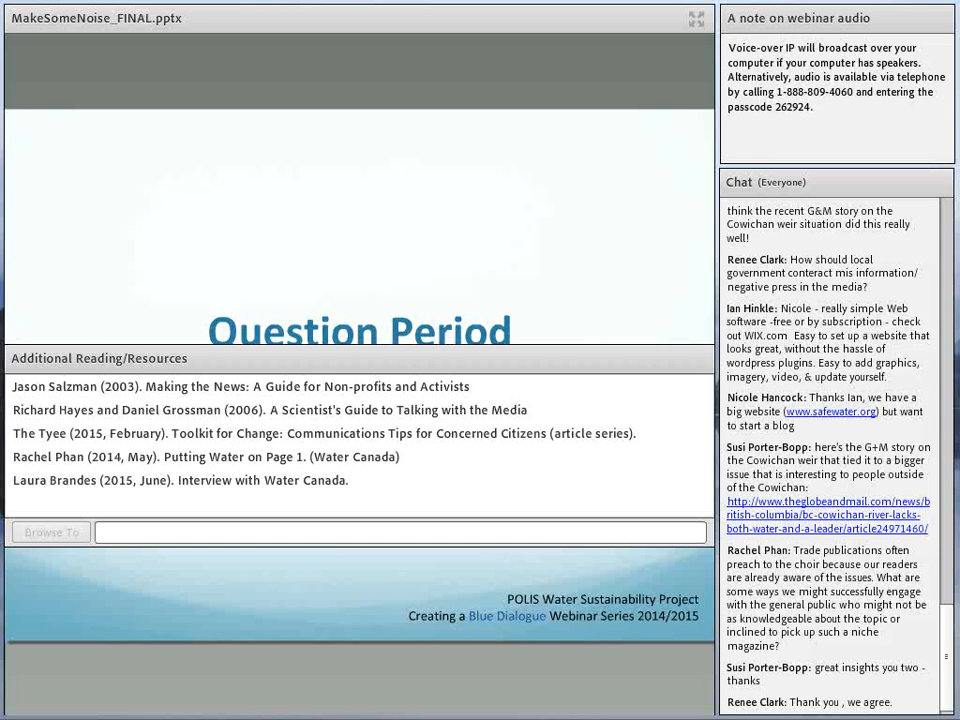 MakeSomeNoise_FINAL.pptx
Question Period
Additional Reading/Resources
Jason Salzman (2003). Making the News: A Guide for Non-profits and Activists
Richard Hayes and Daniel Grossman (2006). A Scientist's Guide to Talking with the Media
The Tyee (2015, February). Toolkit for Change: Communications Tips for Concerned Citizens (article series).
Rachel Phan (2014, May). Putting Water on Page 1. (Water Canada)
Laura Brandes (2015, June). Interview with Water Canada.
Browse To
POLIS Water Sustainability Project
Creating a Blue Dialogue Webinar Series 2014/2015
A note on webinar audio
Voice-over IP will broadcast over your
computer if your computer has speakers.
Alternatively, audio is available via telephone
by calling 1-888-809-4060 and entering the
passcode 262924.
Chat (Everyone)
think the recent G&M story on the
Cowichan weir situation did this really
well!
Renee Clark: How should local
government conteract mis information/
negative press in the media?
Ian Hinkle: Nicole - really simple Web
software -free or by subscription - check
out WIX.com  Easy to set up a website that
looks great, without the hassle of
wordpress plugins. Easy to add graphics,
imagery, video, & update yourself.
Nicole Hancock: Thanks Ian, we have a
big website (www.safewater.org) but want
to start a blog
Susi Porter-Bopp: here's the G+M story on
the Cowichan weir that tied it to a bigger
issue that is interesting to people outside
of the Cowichan:
http://www.theglobeandmail.com/news/b
ritish-columbia/bc-cowichan-river-lacks-
both-water-and-a-leader/article24971460/
Rachel Phan: Trade publications often
preach to the choir because our readers
are already aware of the issues. What are
some ways we might successfully engage
with the general public who might not be
as knowledgeable about the topic or
inclined to pick up such a niche
magazine?
Susi Porter-Bopp: great insights you two -
thanks
Renee Clark: Thank you , we agree.